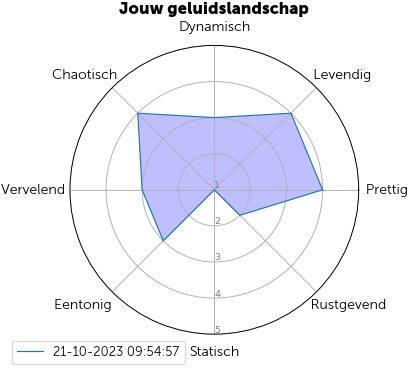 Jouw geluidslandschap
Dynamisch
Chaotisch
Levendig
Vervelend
1
Prettig
2
3
4
Eentonig
Rustgevend
5
21-10-2023 09:54:57
Statisch